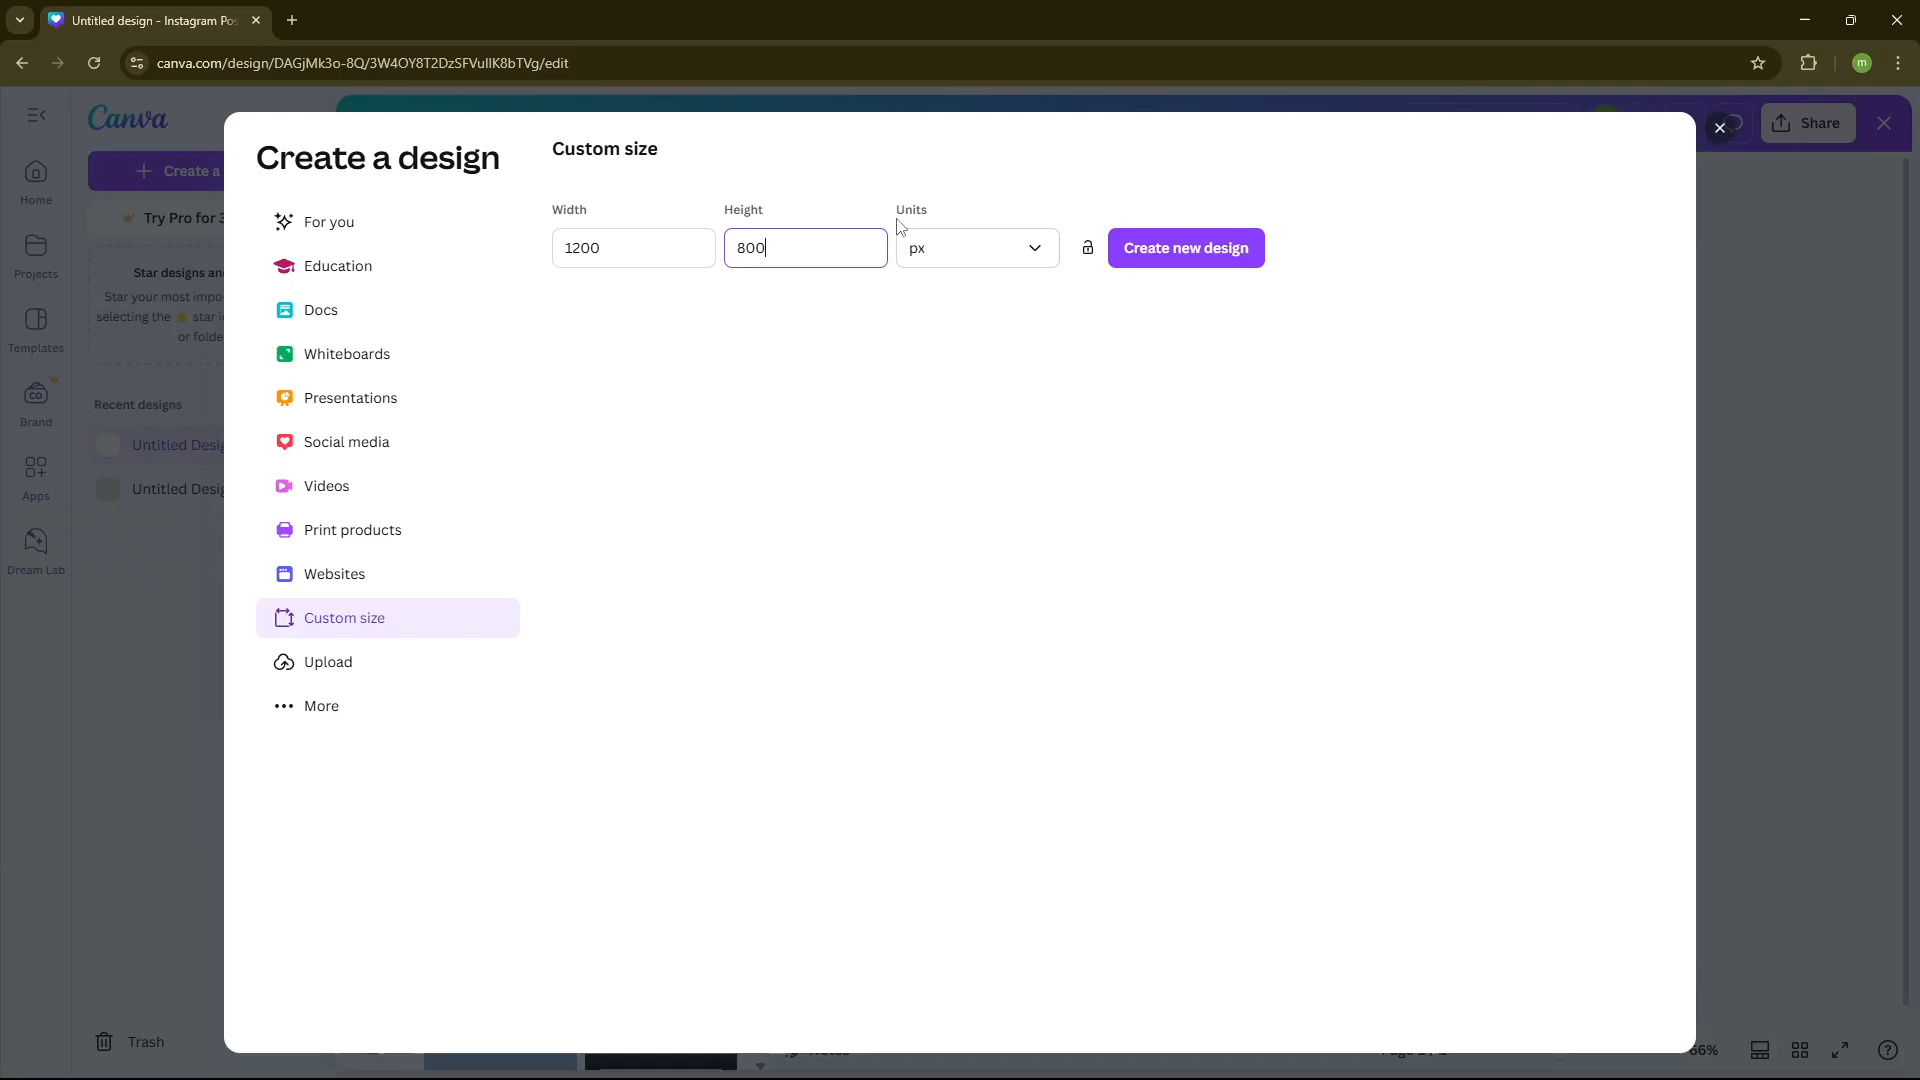 Untitled design - Instagram Pos
canva.com/design/DAGjMk3o-8Q/3W4OY8T2DzSFVullK8bTVg/edit
m
Canva
Share
Create a
Try Pro for 3
Home
Projects
Templates
Brand
Apps
Dream Lab
Star designs an
Star your most impo
selecting the star i
or folde
Recent designs
Untitled Desig
Untitled Desig
Trash
Create a design
For you
Education
Docs
Whiteboards
Presentations
Social media
Videos
Print products
Websites
Custom size
Upload
More
Custom size
Width
Height
Units
1200
800
px
Create new design
66%